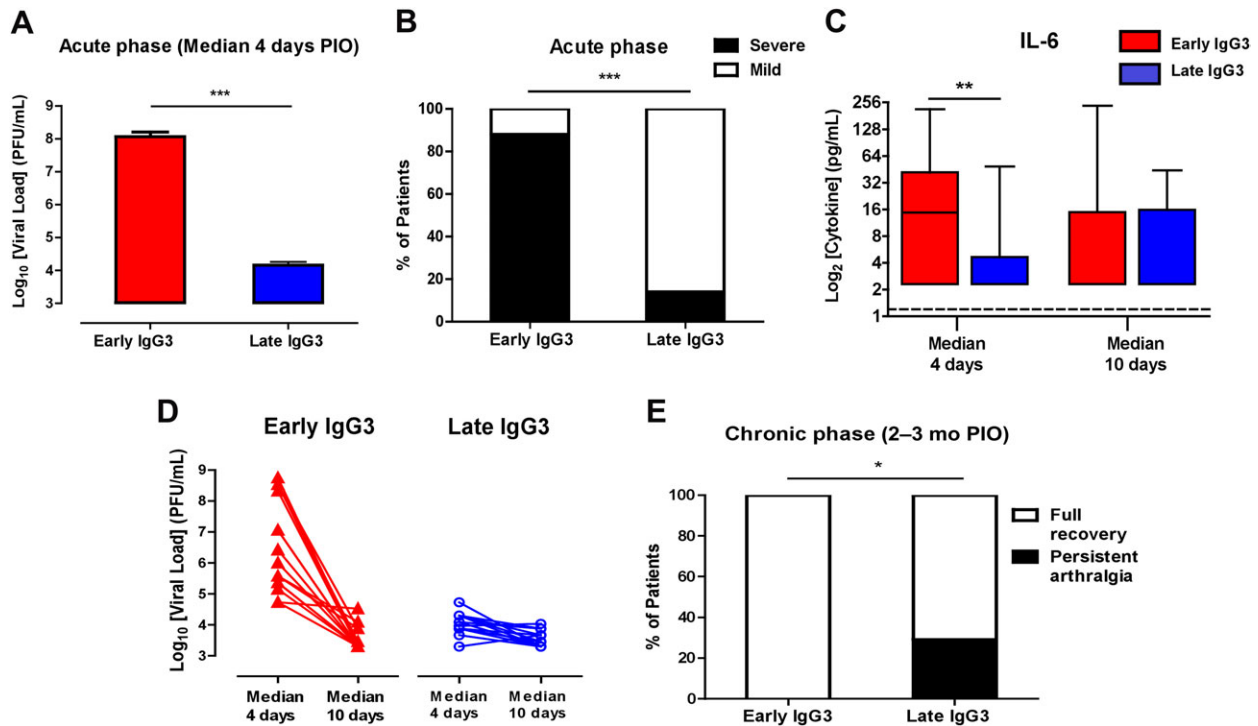 A
Acute phase (Median 4 days PIO)
***
Log10 [Viral Load] (PFU/mL)
9
8
7
6
5
4
3
Early IgG3
Late IgG3
B
Acute phase
Severe
Mild
***
% of Patients
100
80
60
40
20
0
Early IgG3
Late IgG3
C
IL-6
Early IgG3
Late IgG3
**
Log2 [Cytokine] (pg/mL)
256
128
64
32
16
8
4
2
1
Median
4 days
Median
10 days
D
Early IgG3
Late IgG3
Log10 [Viral Load] (PFU/mL)
9
8
7
6
5
4
3
Median
4 days
Median
10 days
Median
4 days
Median
10 days
E
Chronic phase (2–3 mo PIO)
*
% of Patients
100
80
60
40
20
0
Early IgG3
Late IgG3
Full
recovery
Persistent
arthralgia